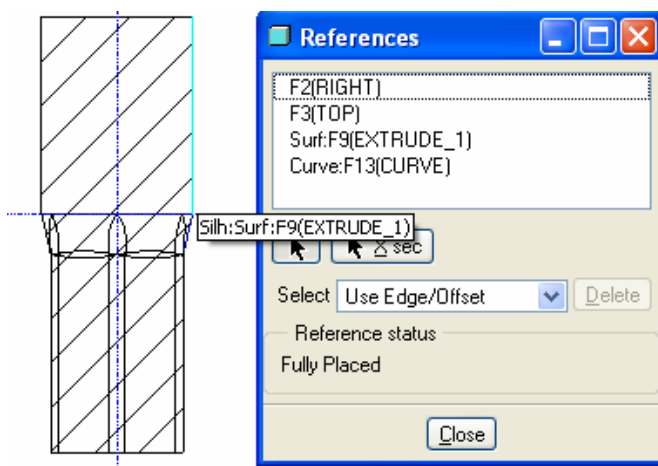 References
F2(RIGHT)
F3(TOP)
Surf:F9(EXTRUDE_1)
Curve:F13(CURVE)
Silh:Surf:F9(EXTRUDE_1)
X sec
Select Use Edge/Offset Delete
Reference status
Fully Placed
Close